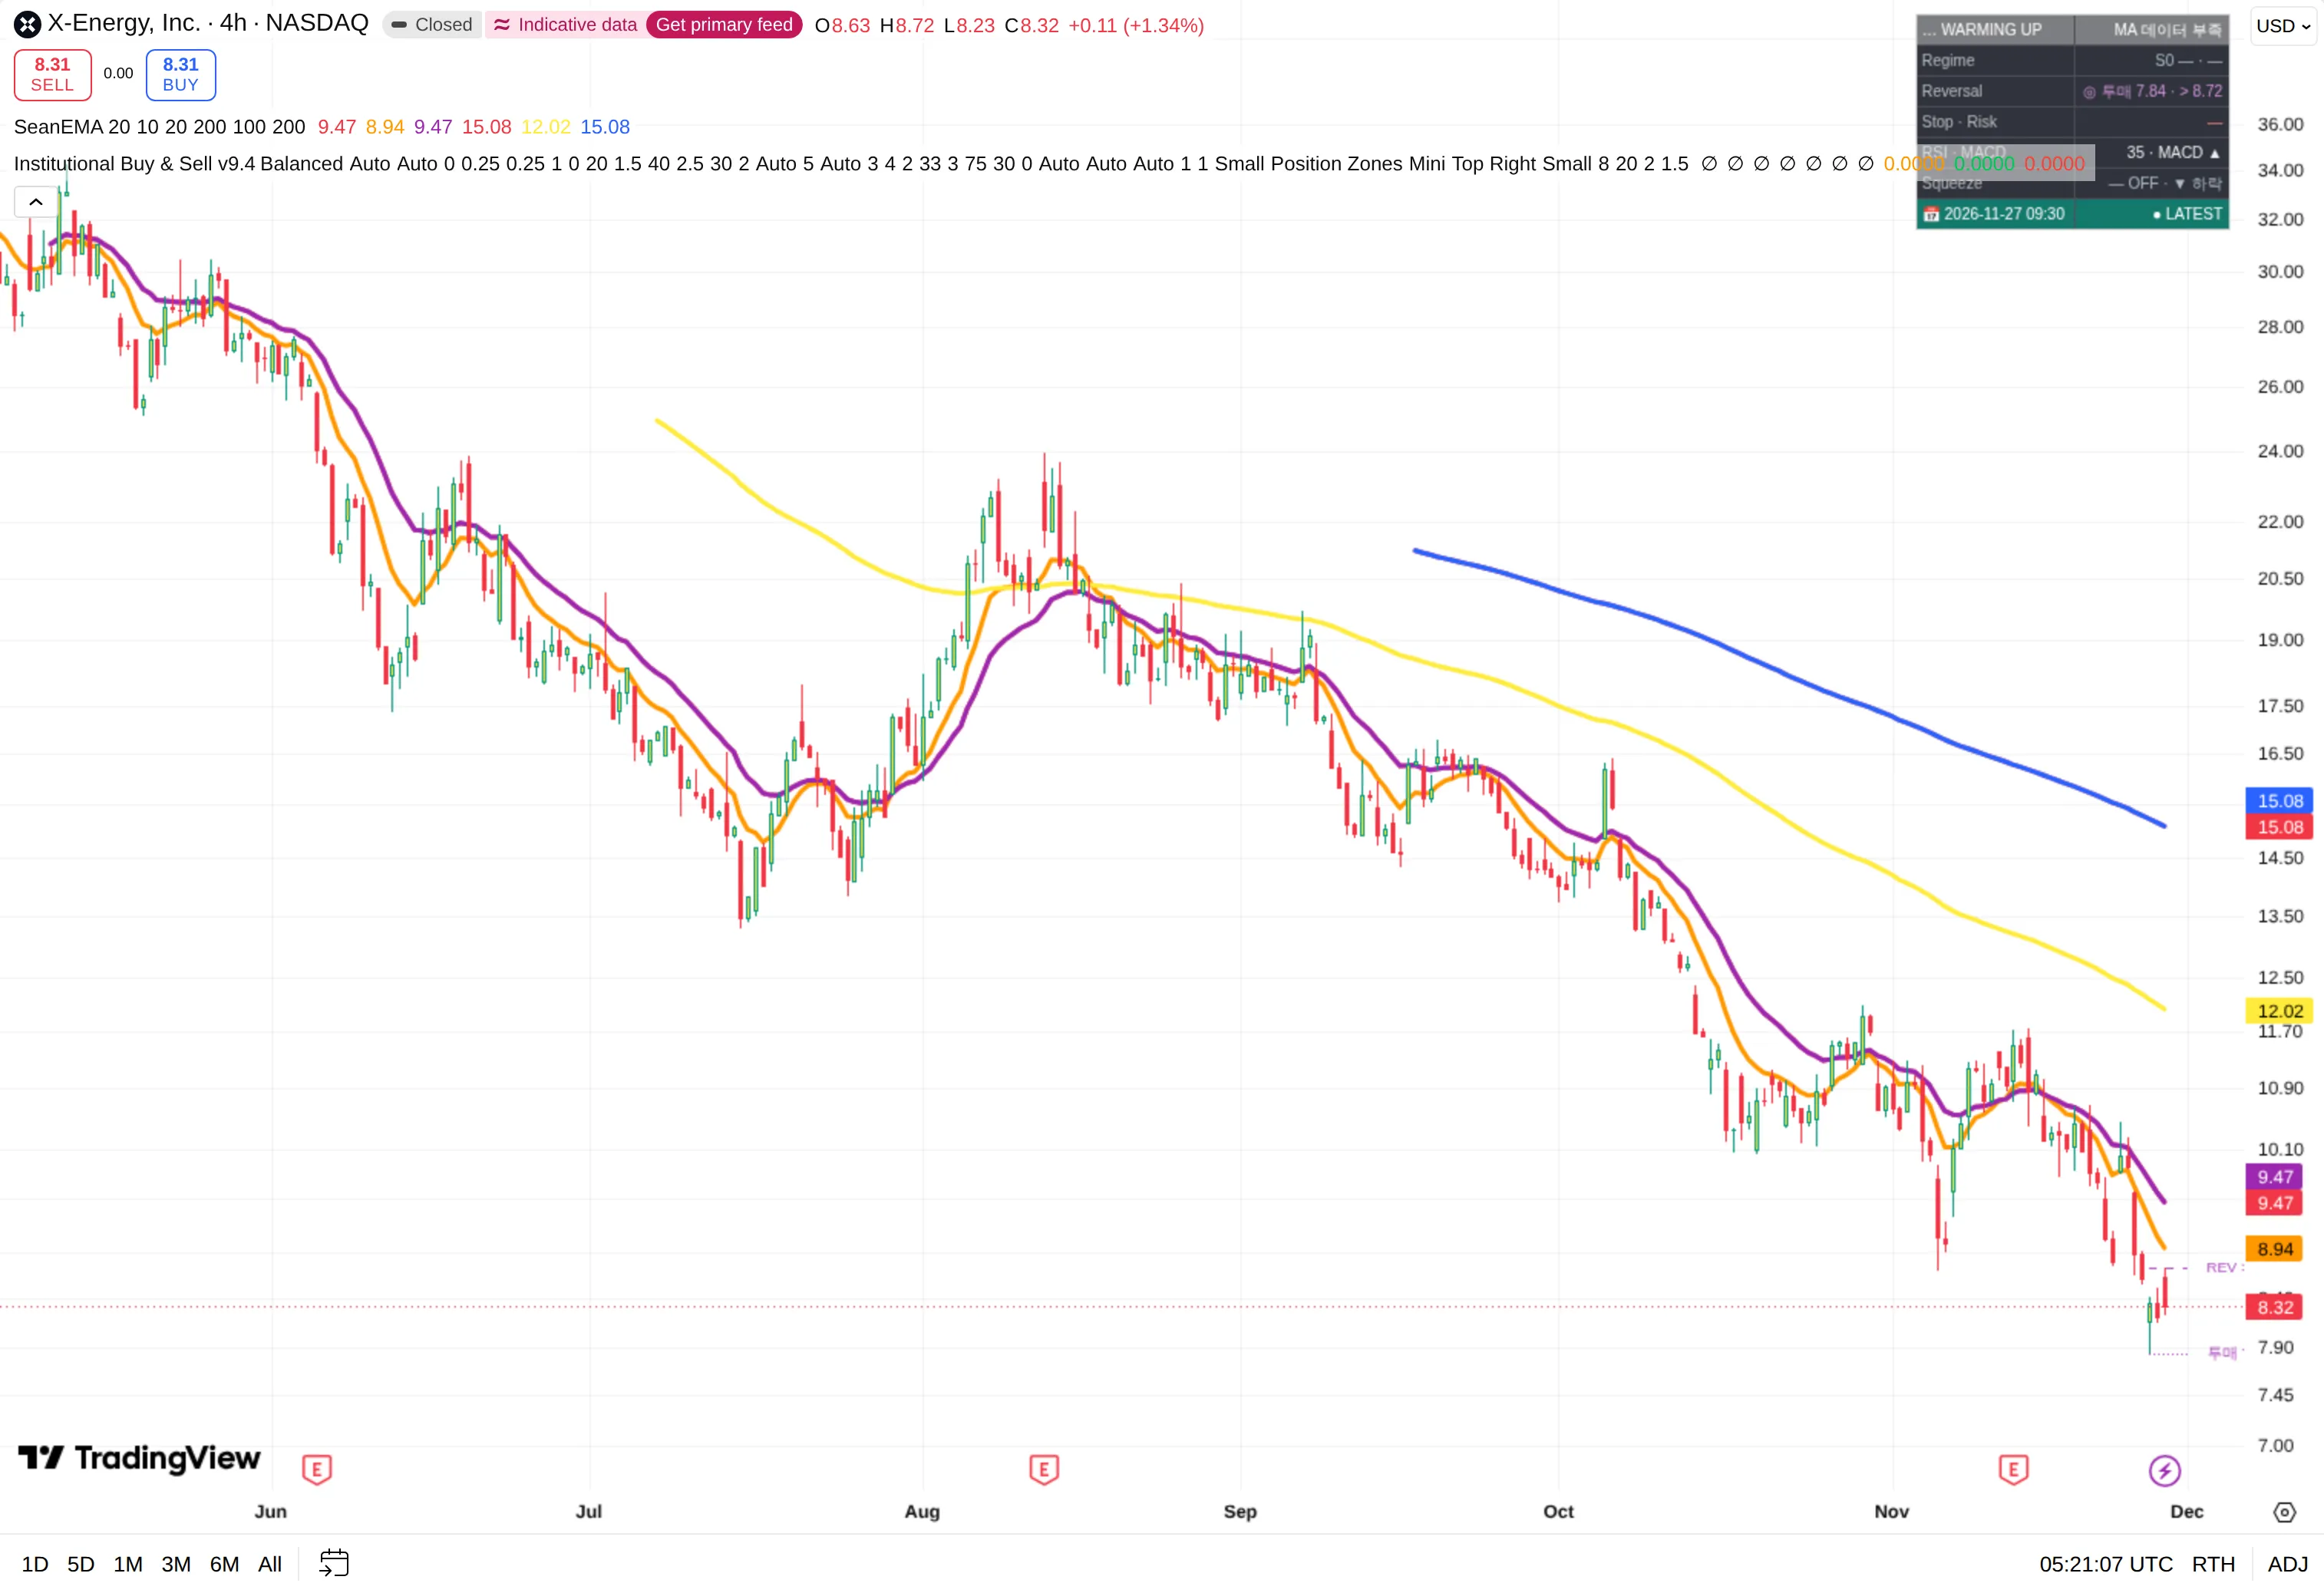 X-Energy, Inc. · 4h · NASDAQ Closed Indicative data Get primary feed O8.63 H8.72 L8.23 C8.32 +0.11 (+1.34%)
8.31 SELL 0.00 8.31 BUY
SeanEMA 20 10 20 200 100 200 9.47 8.94 9.47 15.08 12.02 15.08
Institutional Buy & Sell v9.4 Balanced Auto Auto 0 0.25 0.25 1 0 20 1.5 40 2.5 30 2 Auto 5 Auto 3 4 2 33 3 75 30 0 Auto Auto Auto 1 1 Small Position Zones Mini Top Right Small 8 20 2 1.5 ∅ ∅ ∅ ∅ ∅ ∅ ∅ 0.0000 0.0000 0.0000
... WARMING UP MA 데이터 부족
Regime S0 — · —
Reversal ◎ 투매 7.84 · > 8.72
Stop · Risk —
RSI · MACD 35 · MACD ▲
Squeeze — OFF · ▼ 하락
2026-11-27 09:30 ● LATEST
USD
36.00
34.00
32.00
30.00
28.00
26.00
24.00
22.00
20.50
19.00
17.50
16.50
15.08
15.08
14.50
13.50
12.50
12.02
11.70
10.90
10.10
9.47
9.47
8.94
REV :
8.32
투매
7.90
7.45
7.00
TradingView
E E E
Jun Jul Aug Sep Oct Nov Dec
1D 5D 1M 3M 6M All 05:21:07 UTC RTH ADJ